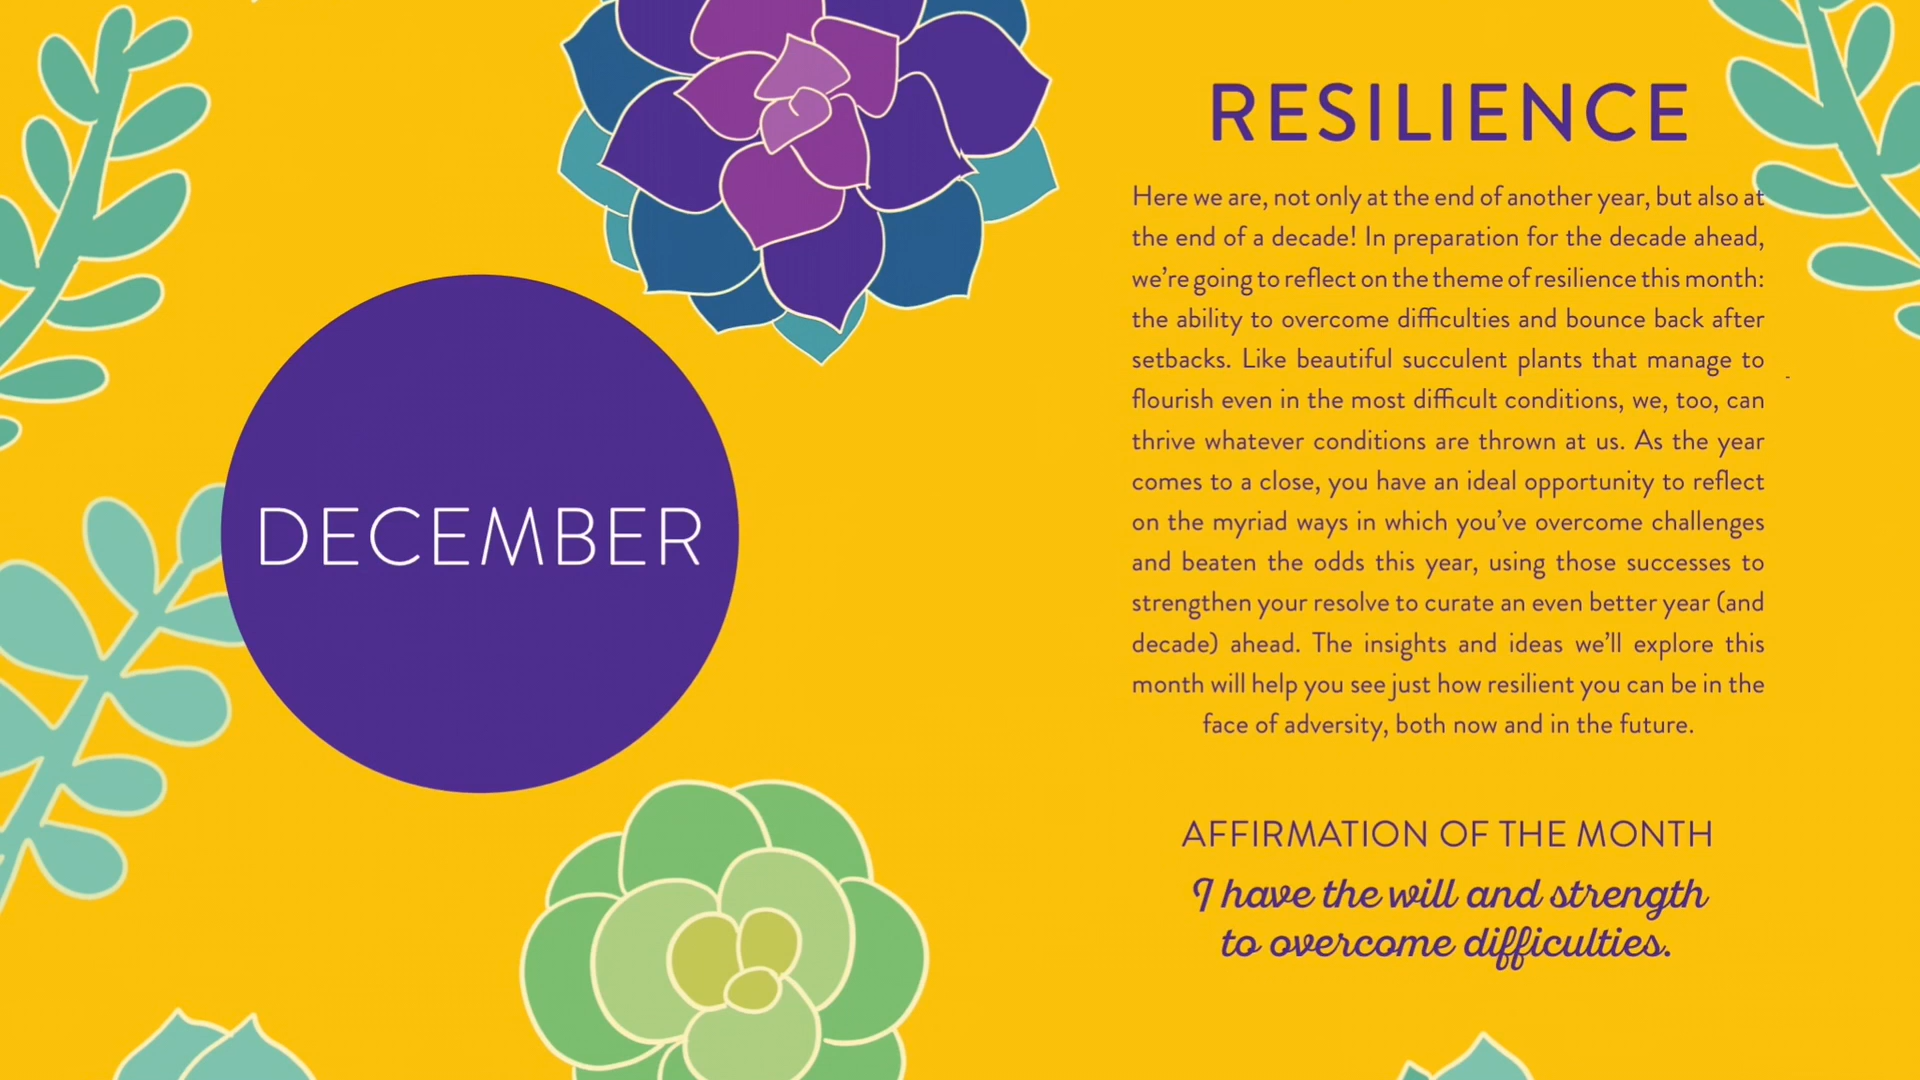 DECEMBER
RESILIENCE
Here we are, not only at the end of another year, but also at
the end of a decade! In preparation for the decade ahead,
we’re going to reflect on the theme of resilience this month:
the ability to overcome difficulties and bounce back after
setbacks. Like beautiful succulent plants that manage to
flourish even in the most difficult conditions, we, too, can
thrive whatever conditions are thrown at us. As the year
comes to a close, you have an ideal opportunity to reflect
on the myriad ways in which you’ve overcome challenges
and beaten the odds this year, using those successes to
strengthen your resolve to curate an even better year (and
decade) ahead. The insights and ideas we’ll explore this
month will help you see just how resilient you can be in the
face of adversity, both now and in the future.
AFFIRMATION OF THE MONTH
I have the will and strength
to overcome difficulties.